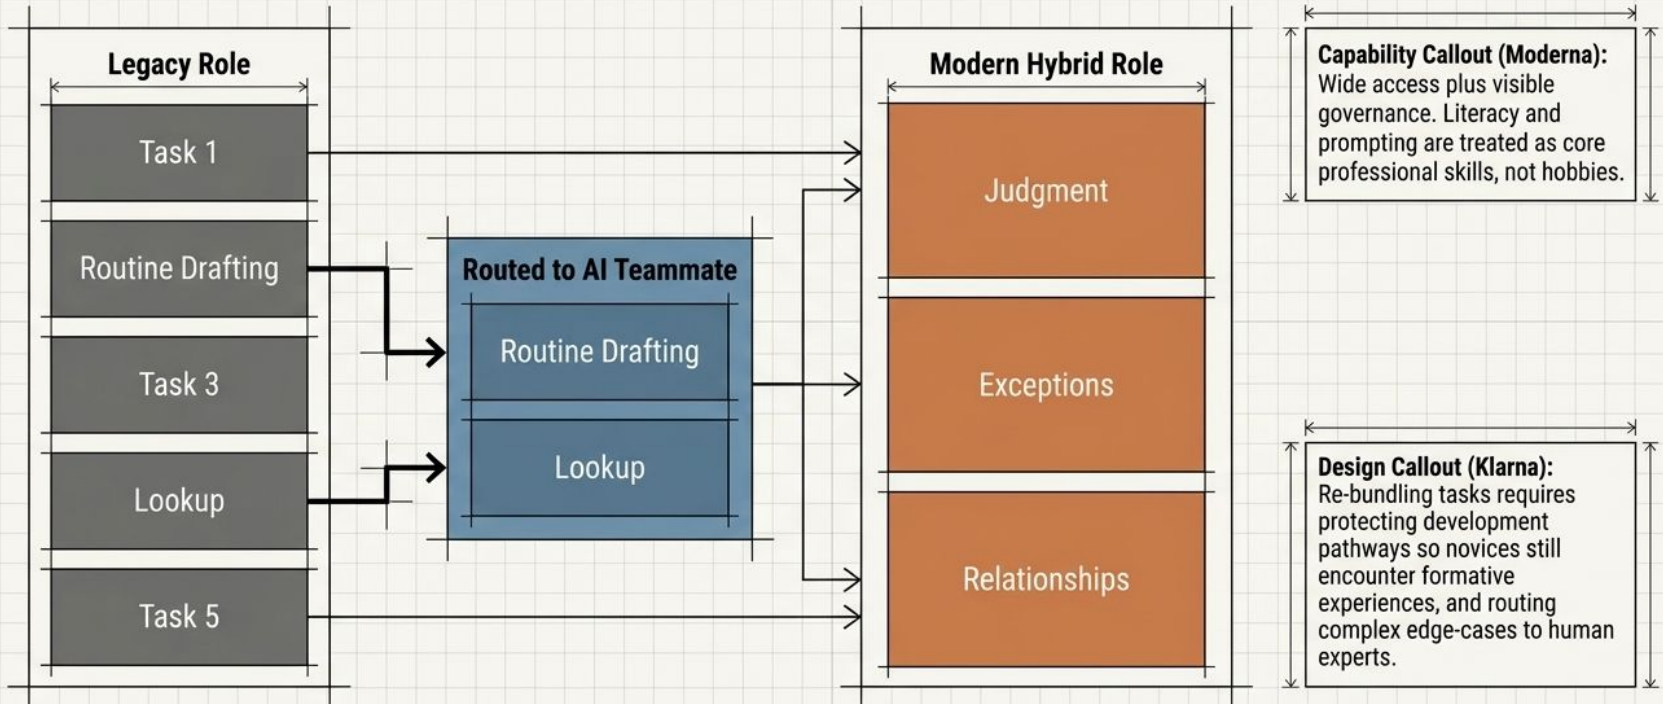 Legacy Role
Task 1
Routine Drafting
Task 3
Lookup
Task 5
Routed to AI Teammate
Routine Drafting
Lookup
Modern Hybrid Role
Judgment
Exceptions
Relationships
Capability Callout (Moderna):
Wide access plus visible
governance. Literacy and
prompting are treated as core
professional skills, not hobbies.
Design Callout (Klarna):
Re-bundling tasks requires
protecting development
pathways so novices still
encounter formative
experiences, and routing
complex edge-cases to human
experts.